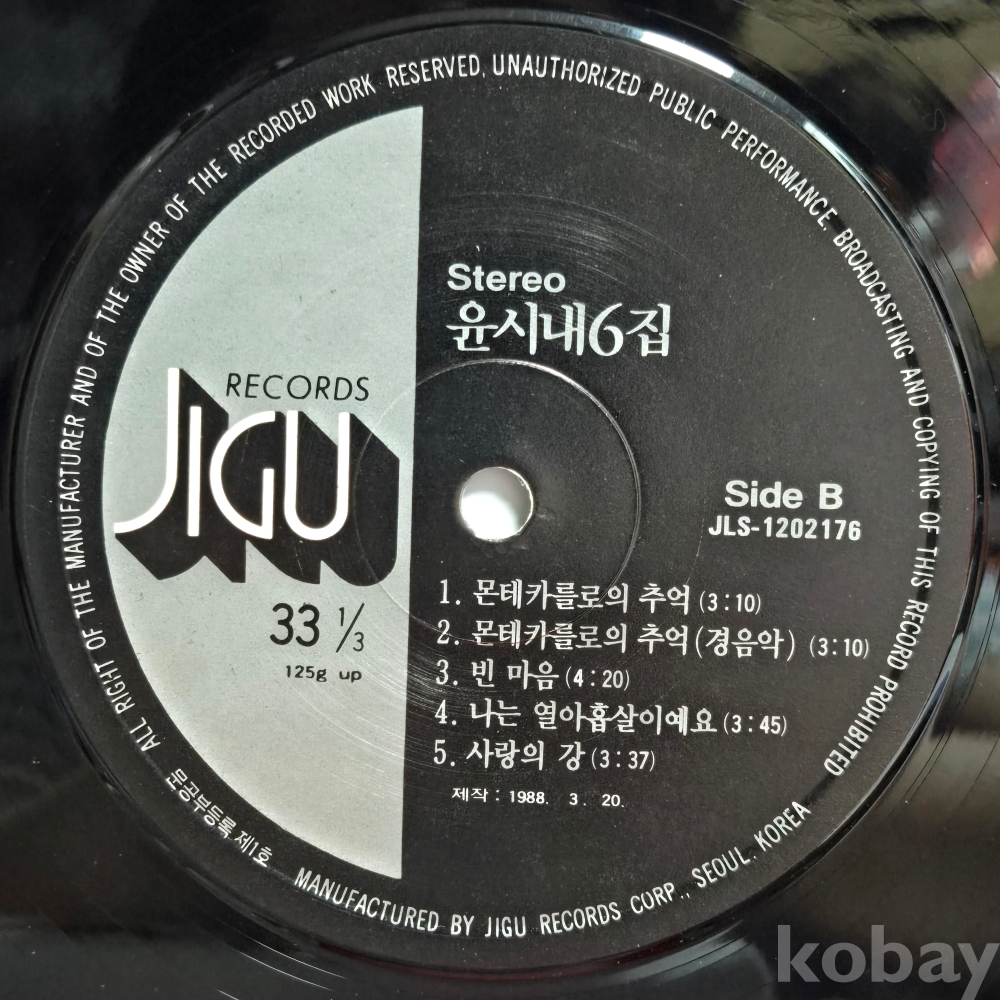 ALL RIGHT OF THE MANUFACTURER AND OF THE OWNER OF THE RECORDED WORK RESERVED, UNAUTHORIZED PUBLIC PERFORMANCE, BROADCASTING AND COPYING OF THIS RECORD PROHIBITED
Stereo
윤시내6집
RECORDS
JIGU
Side B
JLS-1202176
33 1/3
125g up
1. 몬테카를로의 추억 (3:10)
2. 몬테카를로의 추억 (경음악) (3:10)
3. 빈 마음 (4:20)
4. 나는 열아홉살이예요 (3:45)
5. 사랑의 강 (3:37)
제작 : 1988. 3. 20.
문공부등록 제1호
MANUFACTURED BY JIGU RECORDS CORP., SEOUL, KOREA
kobay